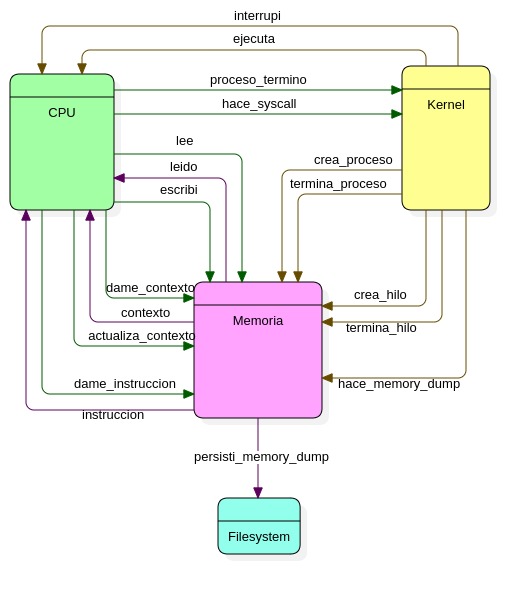 interrupi
ejecuta
proceso_termino
hace_syscall
CPU
Kernel
lee
leido
escribi
crea_proceso
termina_proceso
dame_contexto
contexto
actualiza_contexto
Memoria
crea_hilo
termina_hilo
dame_instruccion
hace_memory_dump
instruccion
persisti_memory_dump
Filesystem